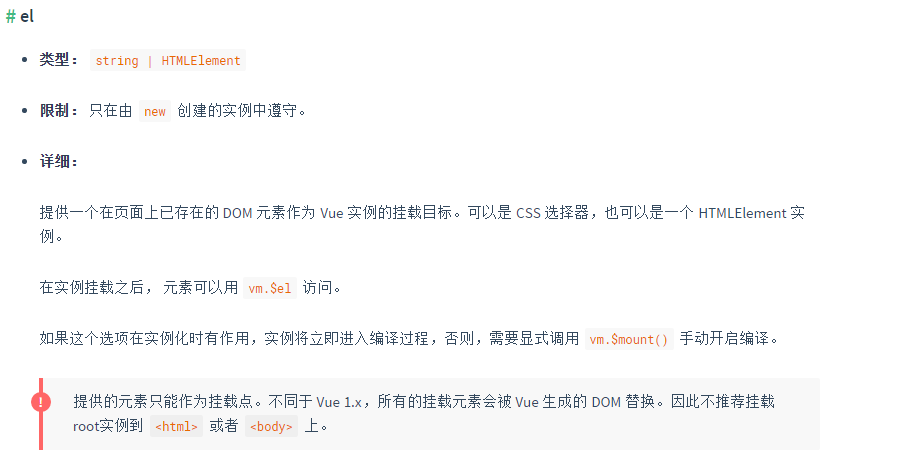 # el
类型： string | HTMLElement
限制： 只在由 new 创建的实例中遵守。
详细：
提供一个在页面上已存在的 DOM 元素作为 Vue 实例的挂载目标。可以是 CSS 选择器，也可以是一个 HTMLElement 实
例。
在实例挂载之后， 元素可以用 vm.$el 访问。
如果这个选项在实例化时有作用，实例将立即进入编译过程，否则，需要显式调用 vm.$mount() 手动开启编译。
!
提供的元素只能作为挂载点。不同于 Vue 1.x，所有的挂载元素会被 Vue 生成的 DOM 替换。因此不推荐挂载
root实例到 <html> 或者 <body> 上。